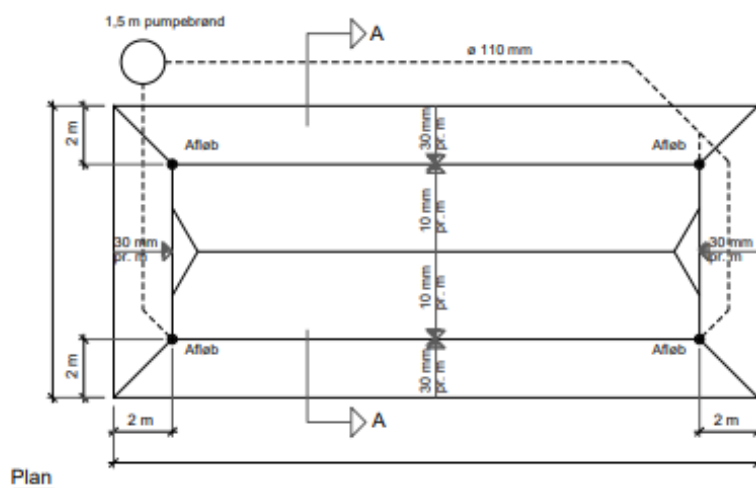 1,5 m pumpebrønd
A
ø 110 mm
2 m
30 mm
pr. m
Afløb
Afløb
10 mm
pr. m
30 mm
pr. m
30 mm
pr. m
10 mm
pr. m
Afløb
Afløb
2 m
30 mm
pr. m
2 m
A
2 m
Plan